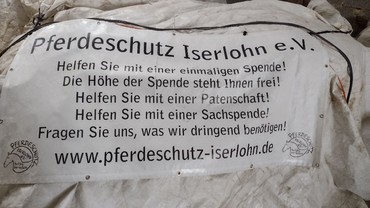 Pferdeschutz Iserlohn e.V.
Helfen Sie mit einer einmaligen Spende!
Die Höhe der Spende steht Ihnen frei!
Helfen Sie mit einer Patenschaft!
Helfen Sie mit einer Sachspende!
Fragen Sie uns, was wir dringend benötigen!
www.pferdeschutz-iserlohn.de
PFERDESCHUTZ